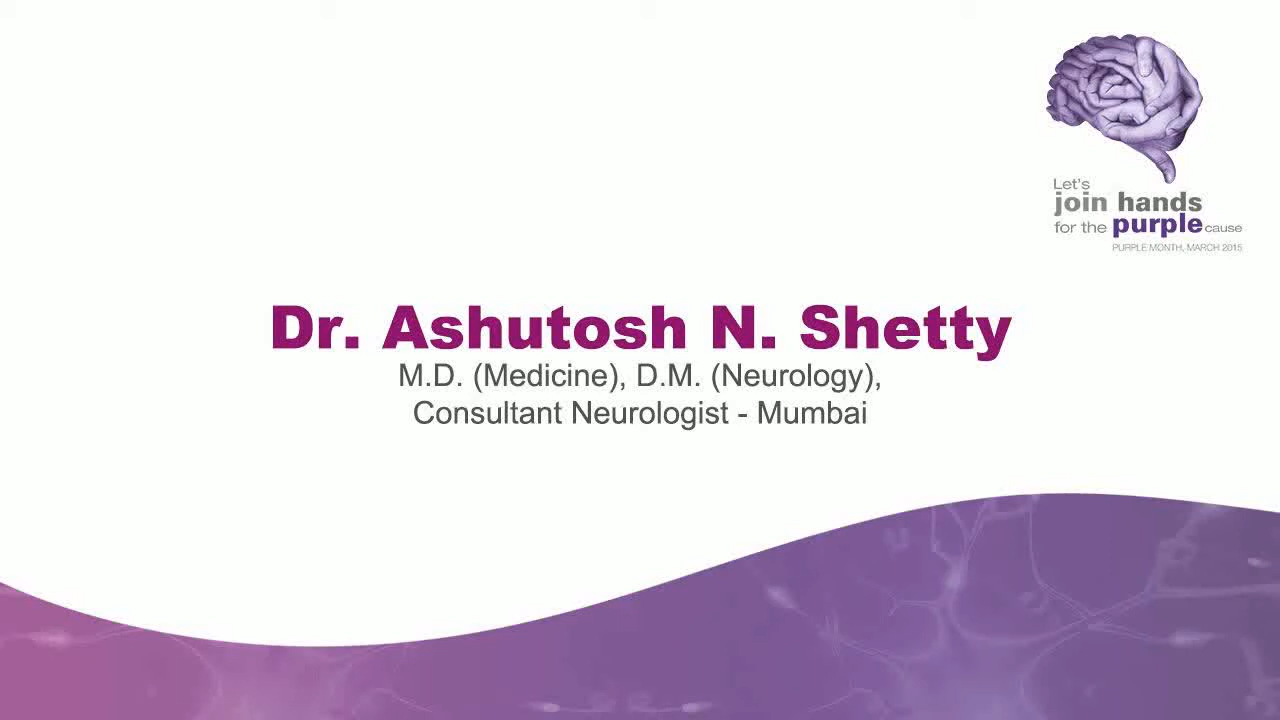 Let's
join hands
for the purple cause
PURPLE MONTH, MARCH 2015
Dr. Ashutosh N. Shetty
M.D. (Medicine), D.M. (Neurology),
Consultant Neurologist - Mumbai